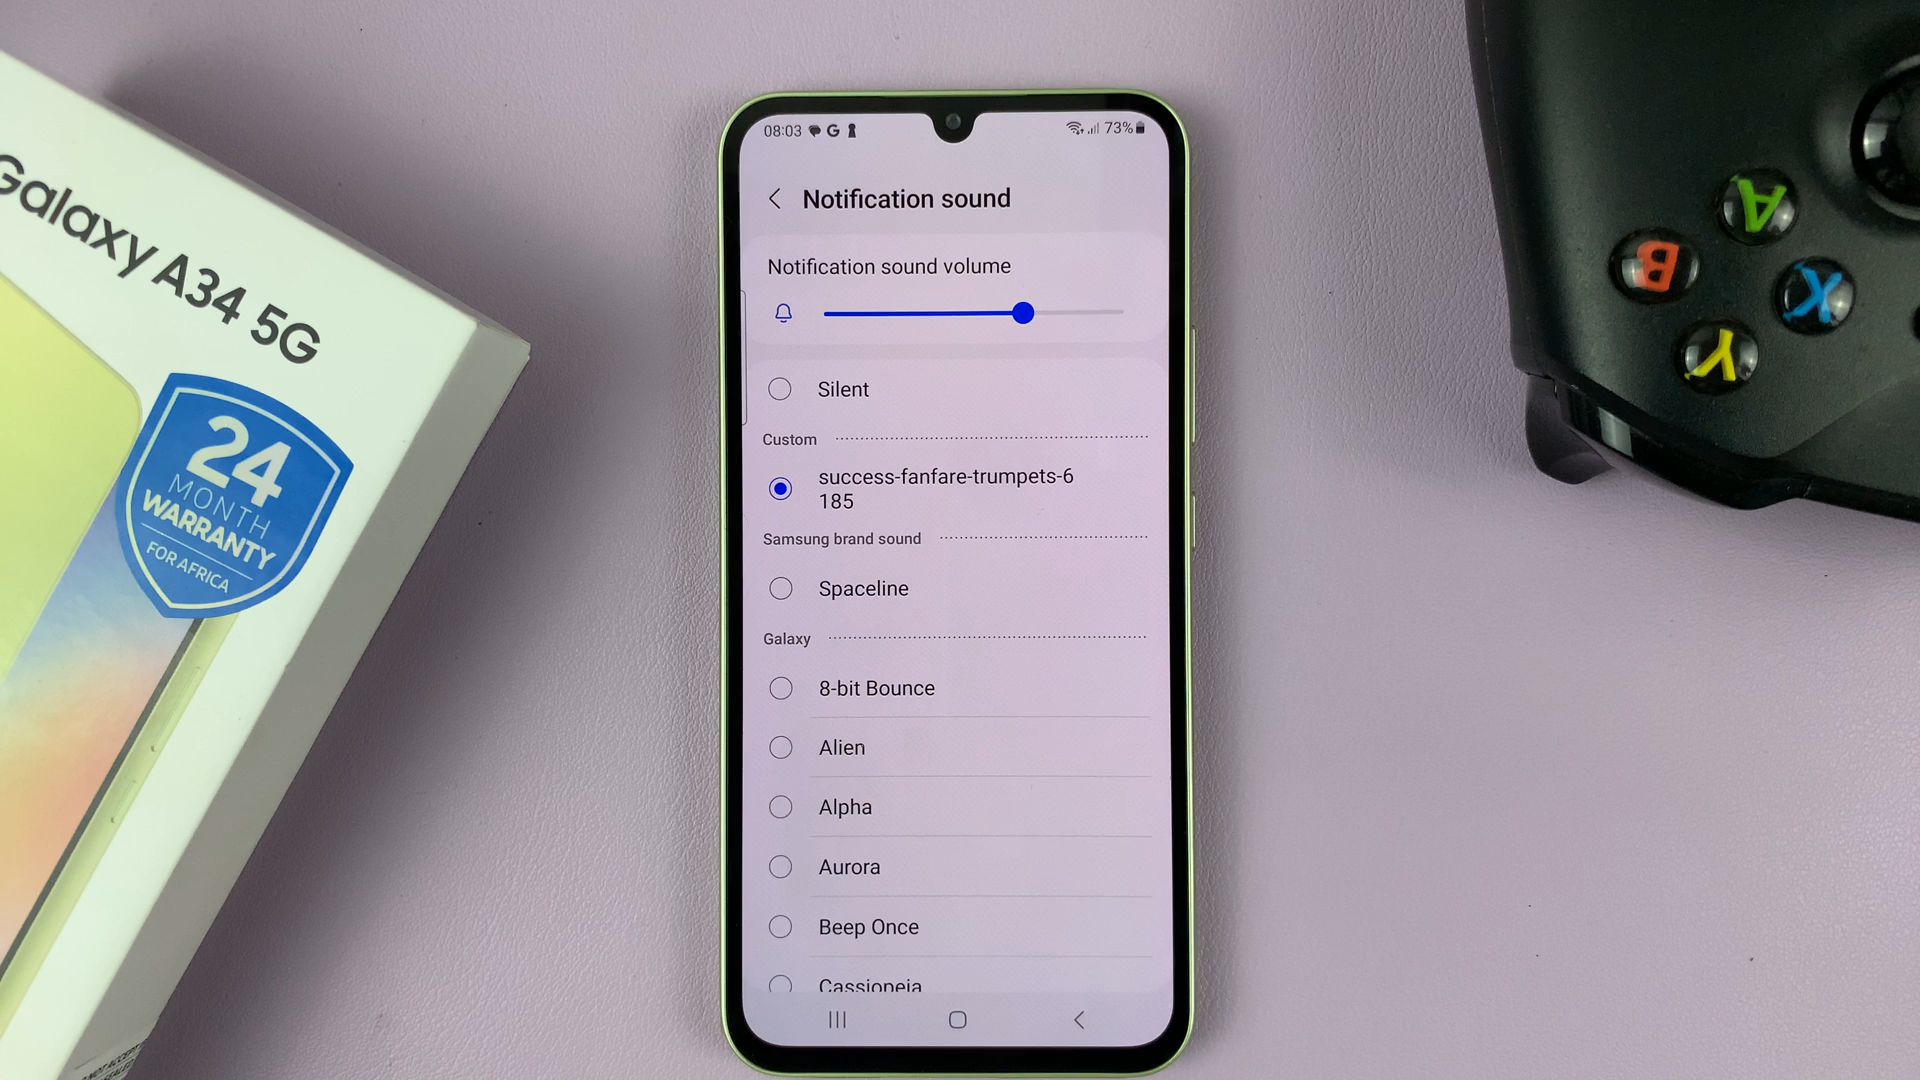 Galaxy A34 5G
24
MONTH
WARRANTY
FOR AFRICA
08:03 G 73%
Notification sound
Notification sound volume
Silent
Custom
success-fanfare-trumpets-6
185
Samsung brand sound
Spaceline
Galaxy
8-bit Bounce
Alien
Alpha
Aurora
Beep Once
Cassiopeia
A
B
X
Y